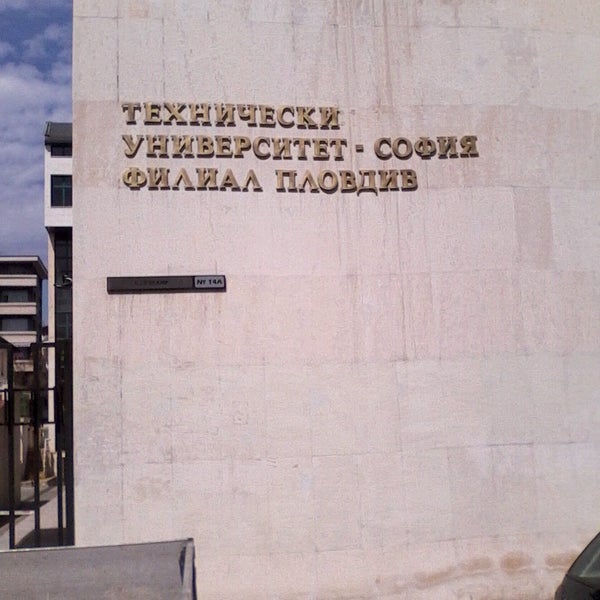 ТЕХНИЧЕСКИ
УНИВЕРСИТЕТ - СОФИЯ
ФИЛИАЛ ПЛОВДИВ
№ 14А